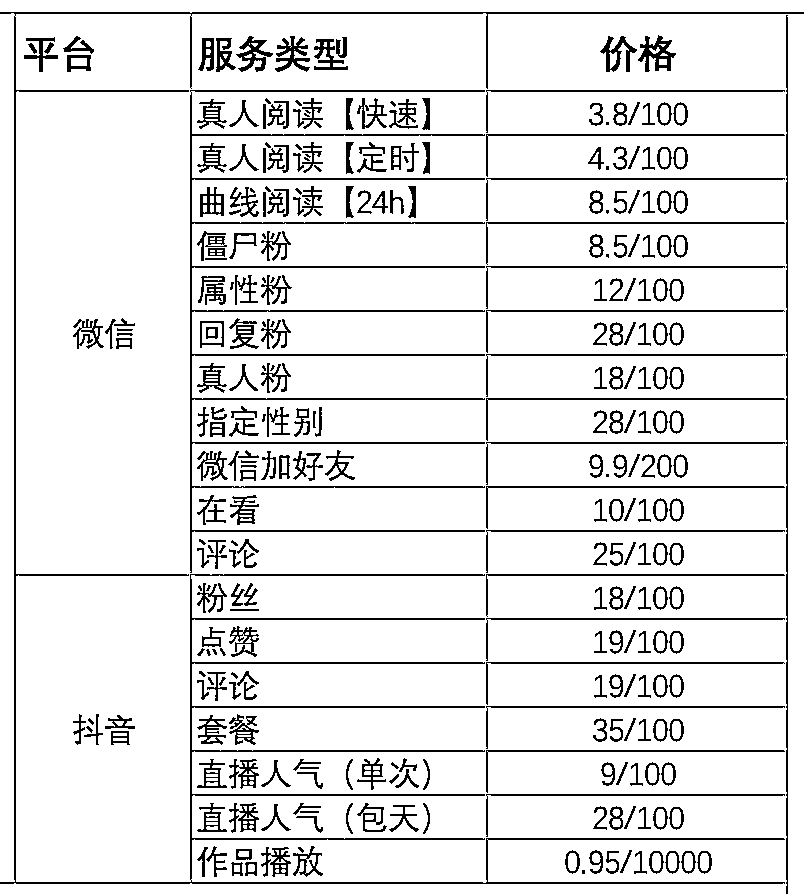 平台 服务类型 价格
真人阅读【快速】 3.8/100
真人阅读【定时】 4.3/100
曲线阅读【24h】 8.5/100
僵尸粉 8.5/100
属性粉 12/100
微信 回复粉 28/100
真人粉 18/100
指定性别 28/100
微信加好友 9.9/200
在看 10/100
评论 25/100
粉丝 18/100
点赞 19/100
评论 19/100
抖音 套餐 35/100
直播人气（单次） 9/100
直播人气（包天） 28/100
作品播放 0.95/10000